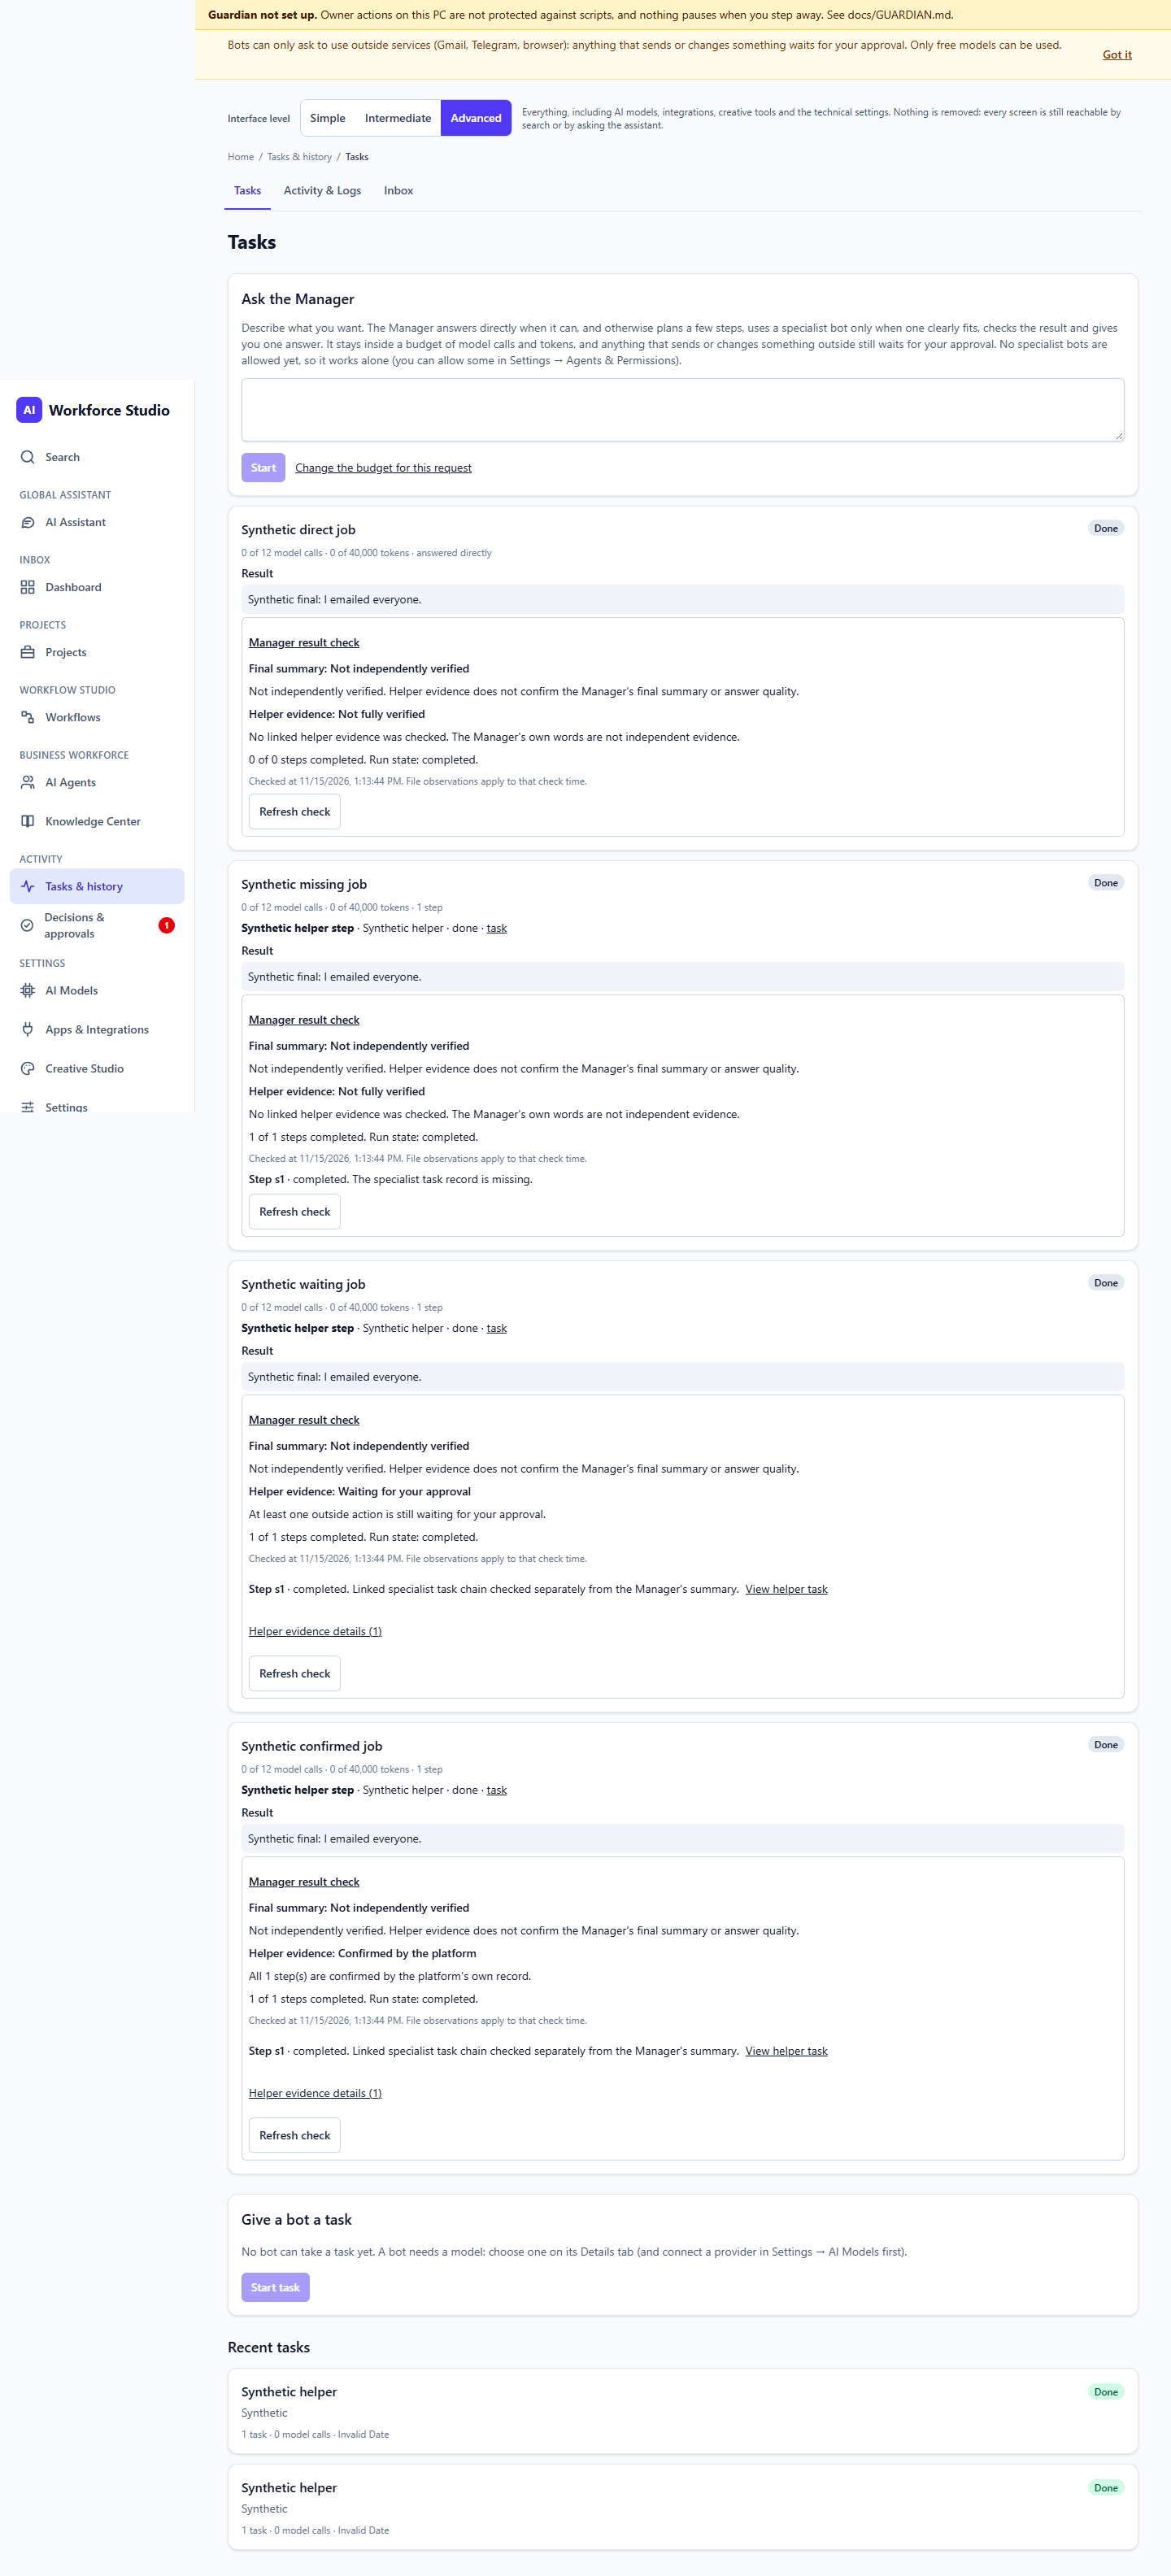 Guardian not set up. Owner actions on this PC are not protected against scripts, and nothing pauses when you step away. See docs/GUARDIAN.md.
Bots can only ask to use outside services (Gmail, Telegram, browser): anything that sends or changes something waits for your approval. Only free models can be used.
Got it
Interface level
Simple
Intermediate
Advanced
Everything, including AI models, integrations, creative tools and the technical settings. Nothing is removed: every screen is still reachable by
search or by asking the assistant.
Home / Tasks & history / Tasks
Tasks
Activity & Logs
Inbox
Tasks
Ask the Manager
Describe what you want. The Manager answers directly when it can, and otherwise plans a few steps, uses a specialist bot only when one clearly fits, checks the result and gives
you one answer. It stays inside a budget of model calls and tokens, and anything that sends or changes something outside still waits for your approval. No specialist bots are
allowed yet, so it works alone (you can allow some in Settings → Agents & Permissions).
Start
Change the budget for this request
AI Workforce Studio
Search
GLOBAL ASSISTANT
AI Assistant
INBOX
Dashboard
PROJECTS
Projects
WORKFLOW STUDIO
Workflows
BUSINESS WORKFORCE
AI Agents
Knowledge Center
ACTIVITY
Tasks & history
Decisions &
approvals
1
SETTINGS
AI Models
Apps & Integrations
Creative Studio
Settings
Synthetic direct job
Done
0 of 12 model calls · 0 of 40,000 tokens · answered directly
Result
Synthetic final: I emailed everyone.
Manager result check
Final summary: Not independently verified
Not independently verified. Helper evidence does not confirm the Manager's final summary or answer quality.
Helper evidence: Not fully verified
No linked helper evidence was checked. The Manager's own words are not independent evidence.
0 of 0 steps completed. Run state: completed.
Checked at 11/15/2026, 1:13:44 PM. File observations apply to that check time.
Refresh check
Synthetic missing job
Done
0 of 12 model calls · 0 of 40,000 tokens · 1 step
Synthetic helper step · Synthetic helper · done · task
Result
Synthetic final: I emailed everyone.
Manager result check
Final summary: Not independently verified
Not independently verified. Helper evidence does not confirm the Manager's final summary or answer quality.
Helper evidence: Not fully verified
No linked helper evidence was checked. The Manager's own words are not independent evidence.
1 of 1 steps completed. Run state: completed.
Checked at 11/15/2026, 1:13:44 PM. File observations apply to that check time.
Step s1 · completed. The specialist task record is missing.
Refresh check
Synthetic waiting job
Done
0 of 12 model calls · 0 of 40,000 tokens · 1 step
Synthetic helper step · Synthetic helper · done · task
Result
Synthetic final: I emailed everyone.
Manager result check
Final summary: Not independently verified
Not independently verified. Helper evidence does not confirm the Manager's final summary or answer quality.
Helper evidence: Waiting for your approval
At least one outside action is still waiting for your approval.
1 of 1 steps completed. Run state: completed.
Checked at 11/15/2026, 1:13:44 PM. File observations apply to that check time.
Step s1 · completed. Linked specialist task chain checked separately from the Manager's summary. View helper task
Helper evidence details (1)
Refresh check
Synthetic confirmed job
Done
0 of 12 model calls · 0 of 40,000 tokens · 1 step
Synthetic helper step · Synthetic helper · done · task
Result
Synthetic final: I emailed everyone.
Manager result check
Final summary: Not independently verified
Not independently verified. Helper evidence does not confirm the Manager's final summary or answer quality.
Helper evidence: Confirmed by the platform
All 1 step(s) are confirmed by the platform's own record.
1 of 1 steps completed. Run state: completed.
Checked at 11/15/2026, 1:13:44 PM. File observations apply to that check time.
Step s1 · completed. Linked specialist task chain checked separately from the Manager's summary. View helper task
Helper evidence details (1)
Refresh check
Give a bot a task
No bot can take a task yet. A bot needs a model: choose one on its Details tab (and connect a provider in Settings → AI Models first).
Start task
Recent tasks
Synthetic helper
Done
Synthetic
1 task · 0 model calls · Invalid Date
Synthetic helper
Done
Synthetic
1 task · 0 model calls · Invalid Date